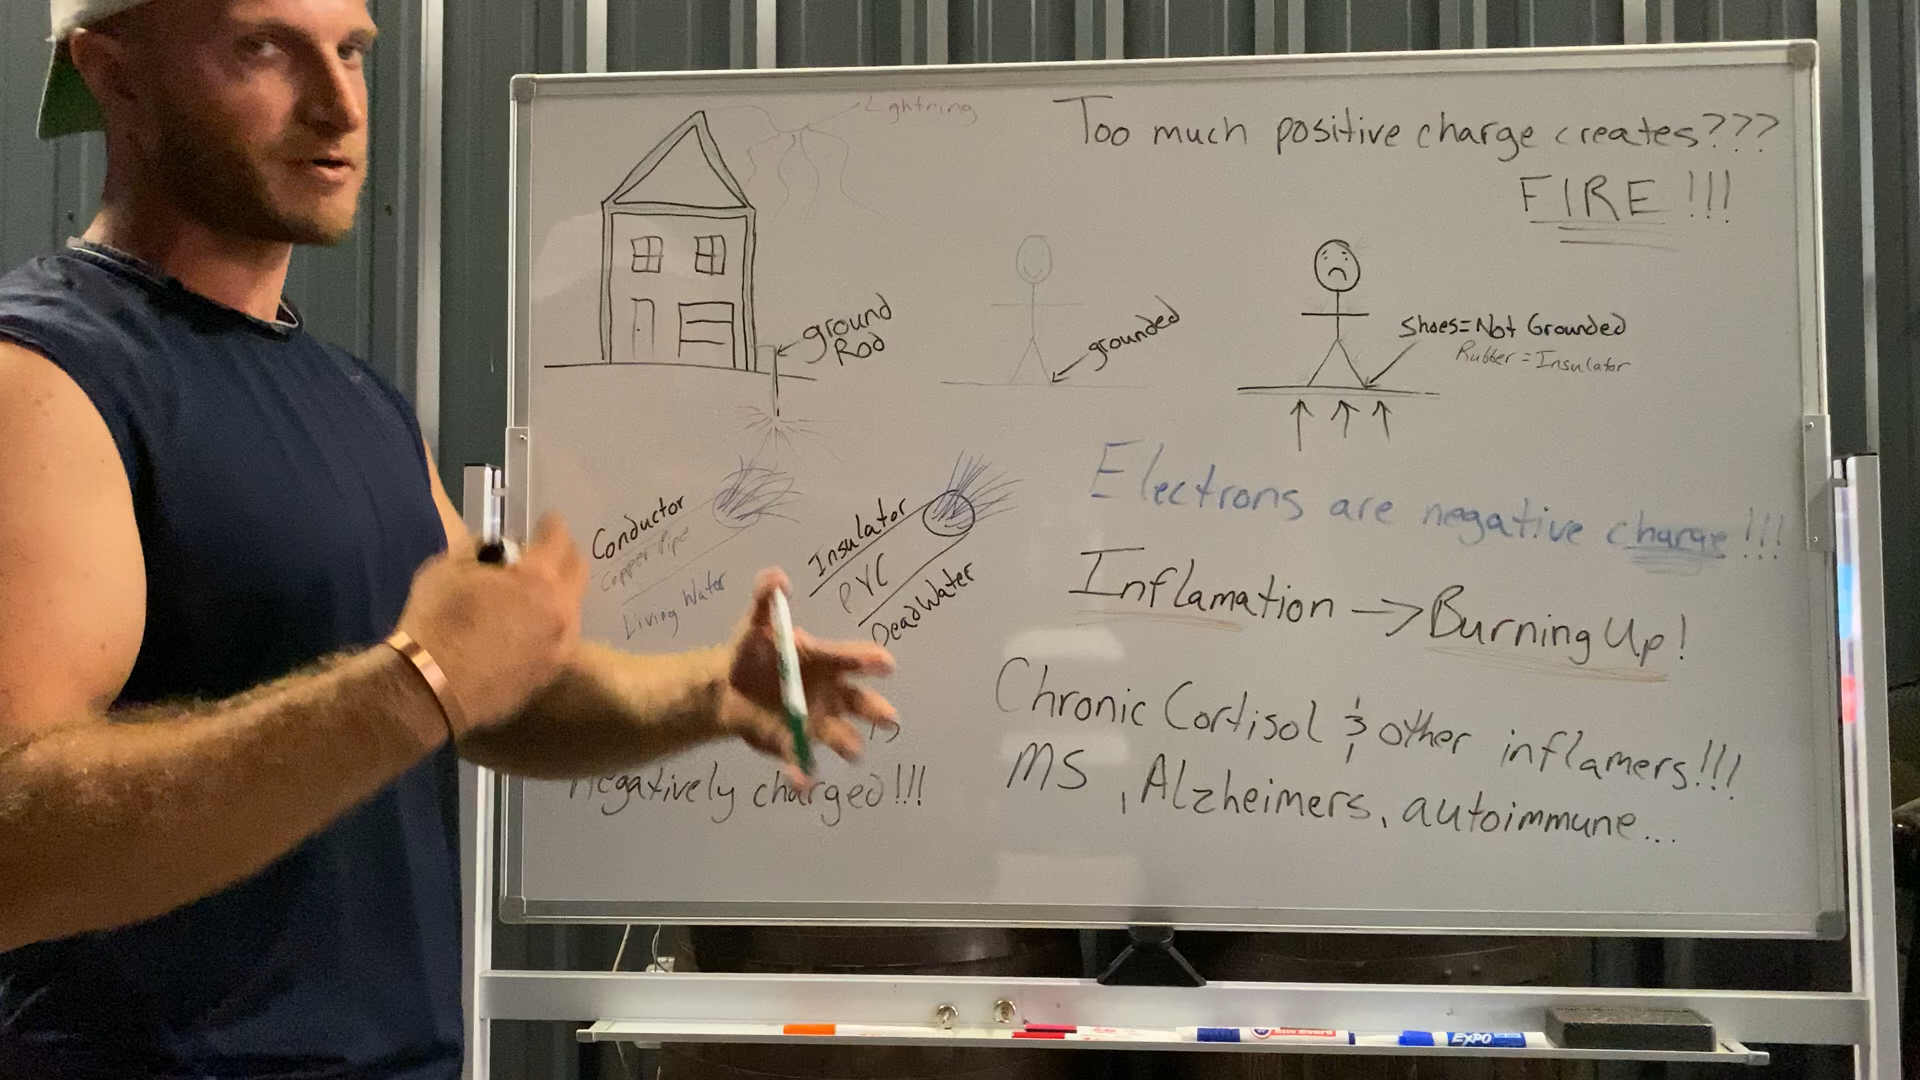 Lghtning
ground
Rod
grounded
Too much positive charge creates???
FIRE!!!
Shoes=Not Grounded
Rubber=Insulator
Conductor
Copper Pipe
Living Water
Insulator
PVC
Dead Water
negatively charged!!!
Electrons are negative charge!!!
Inflamation → Burning Up!
Chronic Cortisol & other inflamers!!!
MS, Alzheimers, autoimmune...
EXPO